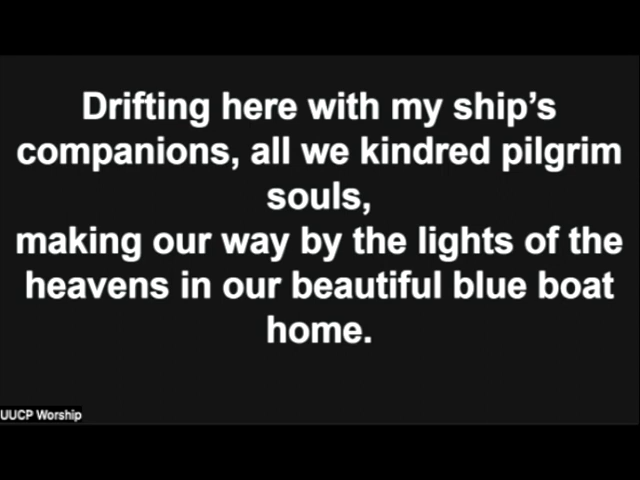 Drifting here with my ship’s
companions, all we kindred pilgrim
souls,
making our way by the lights of the
heavens in our beautiful blue boat
home.
UUCP Worship